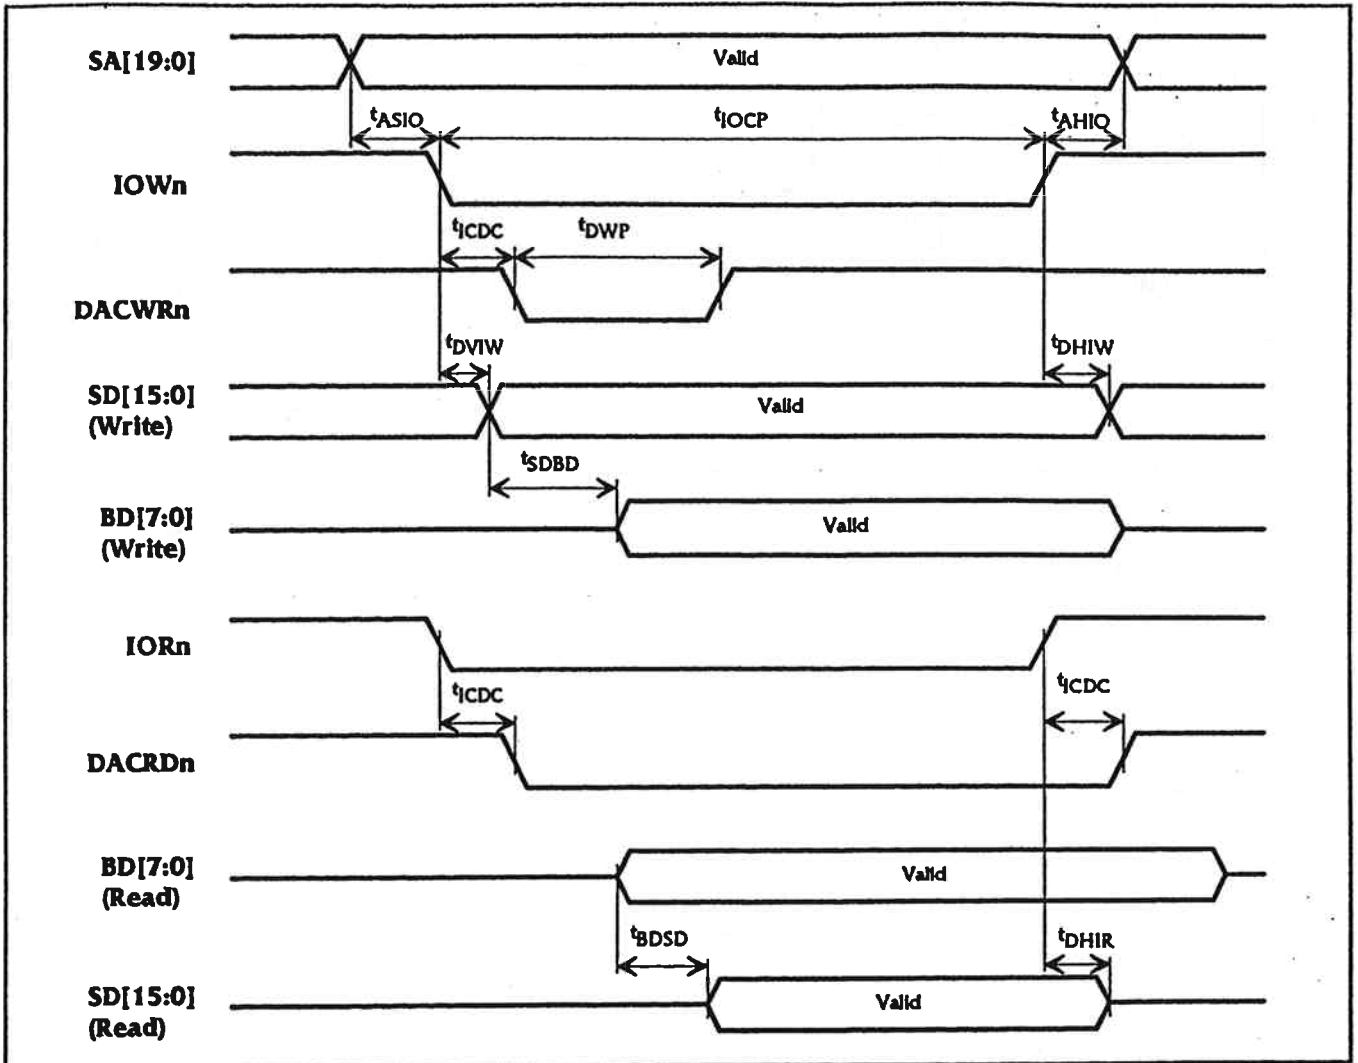 SA[19:0]
Valid
tASIO
tIOCP
tAHIO
IOWn
tICDC
tDWP
DACWRn
tDVIW
tDHIW
SD[15:0]
(Write)
Valid
tSDBD
BD[7:0]
(Write)
Valid
IORn
tICDC
tICDC
DACRDn
BD[7:0]
(Read)
Valid
tBDSD
tDHIR
SD[15:0]
(Read)
Valid